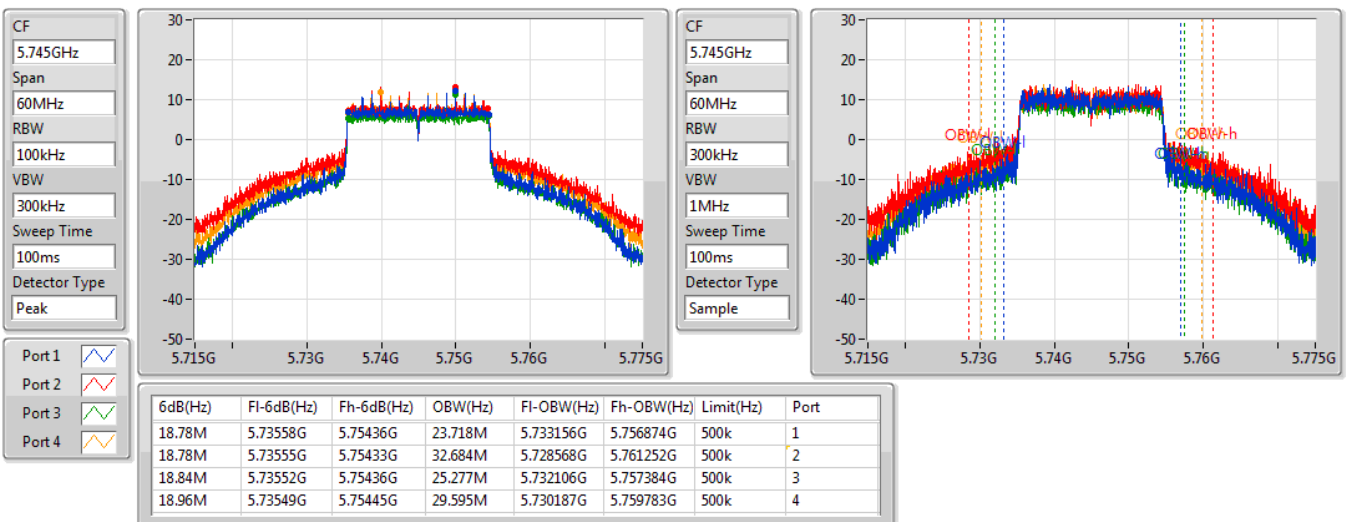 CF
5.745GHz
Span
60MHz
RBW
100kHz
VBW
300kHz
Sweep Time
100ms
Detector Type
Peak
30
20
10
0
-10
-20
-30
-40
-50
5.715G 5.73G 5.74G 5.75G 5.76G 5.775G
CF
5.745GHz
Span
60MHz
RBW
300kHz
VBW
1MHz
Sweep Time
100ms
Detector Type
Sample
30
20
10
0
-10
-20
-30
-40
-50
OBW-h
5.715G 5.73G 5.74G 5.75G 5.76G 5.775G
Port 1
Port 2
Port 3
Port 4
6dB(Hz) Fl-6dB(Hz) Fh-6dB(Hz) OBW(Hz) Fl-OBW(Hz) Fh-OBW(Hz) Limit(Hz) Port
18.78M 5.73558G 5.75436G 23.718M 5.733156G 5.756874G 500k 1
18.78M 5.73555G 5.75433G 32.684M 5.728568G 5.761252G 500k 2
18.84M 5.73552G 5.75436G 25.277M 5.732106G 5.757384G 500k 3
18.96M 5.73549G 5.75445G 29.595M 5.730187G 5.759783G 500k 4